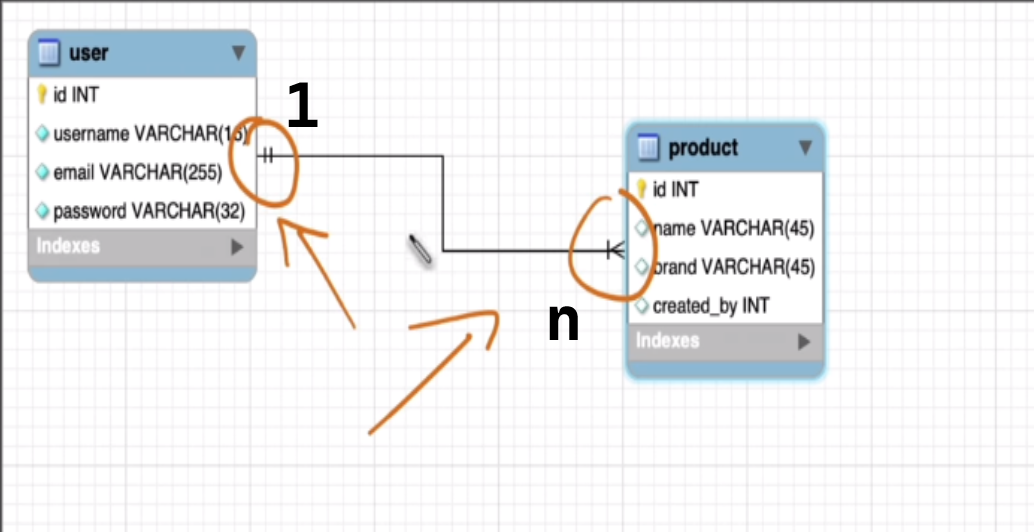 user
id INT
username VARCHAR(16)
email VARCHAR(255)
password VARCHAR(32)
Indexes
1
product
id INT
name VARCHAR(45)
brand VARCHAR(45)
created_by INT
Indexes
n